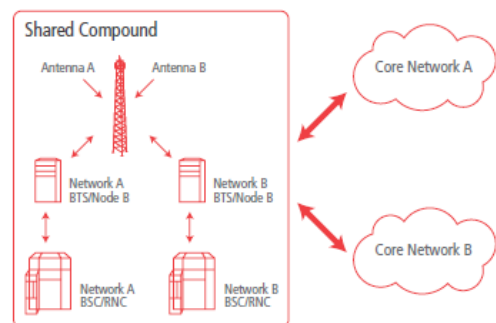 Shared Compound
Antenna A
Antenna B
Core Network A
Network A
BTS/Node B
Network B
BTS/Node B
Core Network B
Network A
BSC/RNC
Network B
BSC/RNC